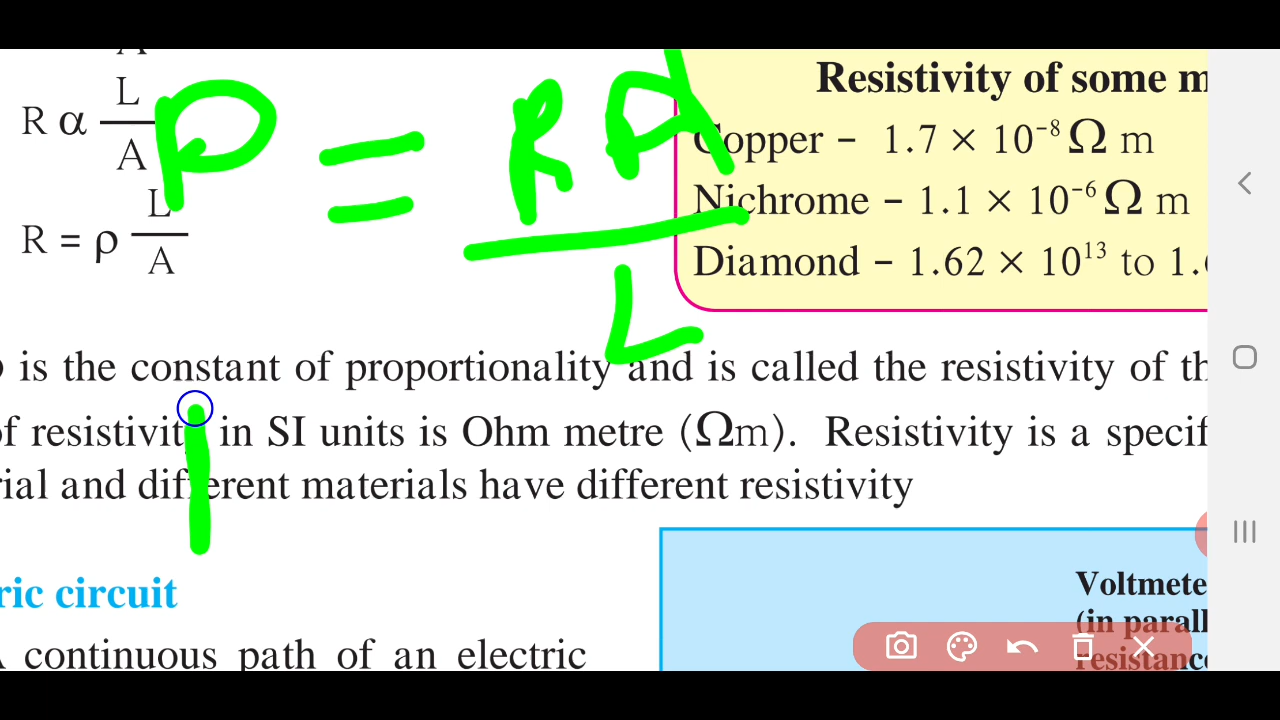 R α L/A
R = ρ L/A
ρ = RA/L
Resistivity of some m
Copper – 1.7 × 10⁻⁸ Ω m
Nichrome – 1.1 × 10⁻⁶ Ω m
Diamond – 1.62 × 10¹³ to 1.
is the constant of proportionality and is called the resistivity of th
of resistivity in SI units is Ohm metre (Ωm). Resistivity is a specif
rial and different materials have different resistivity
ric circuit
A continuous path of an electric
Voltmete
(in parall
resistanc